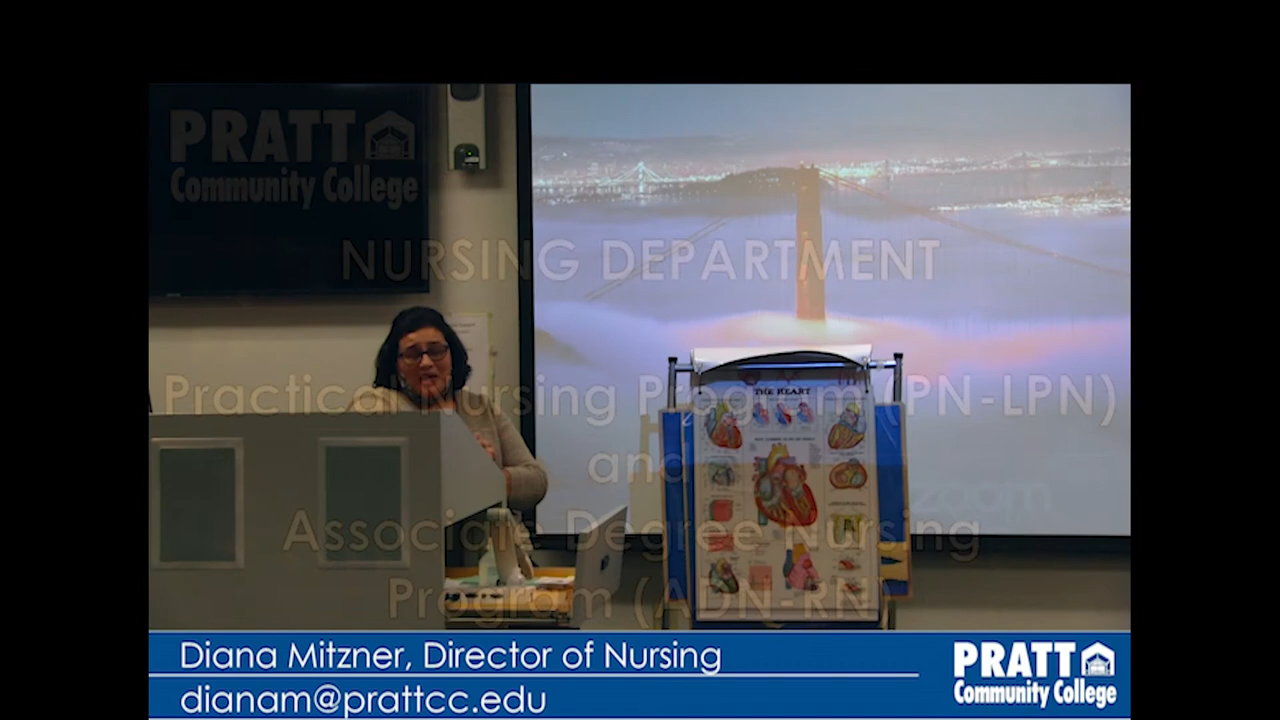 PRATT
Community College
NURSING DEPARTMENT
Practical Nursing Program (PN-LPN)
and
Associate Degree Nursing
Program (ADN-RN)
THE HEART
zoom
Diana Mitzner, Director of Nursing
dianam@prattcc.edu
PRATT
Community College